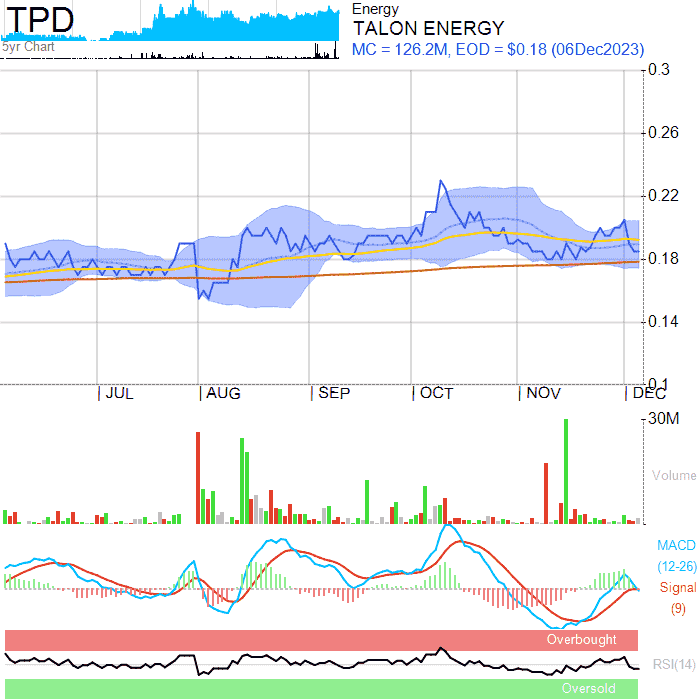 TPD
5yr Chart
Energy
TALON ENERGY
MC = 126.2M, EOD = $0.18 (06Dec2023)
0.3
0.26
0.22
0.18
0.14
0.1
JUL AUG SEP OCT NOV DEC
30M
Volume
MACD
(12-26)
Signal
(9)
Overbought
RSI(14)
Oversold